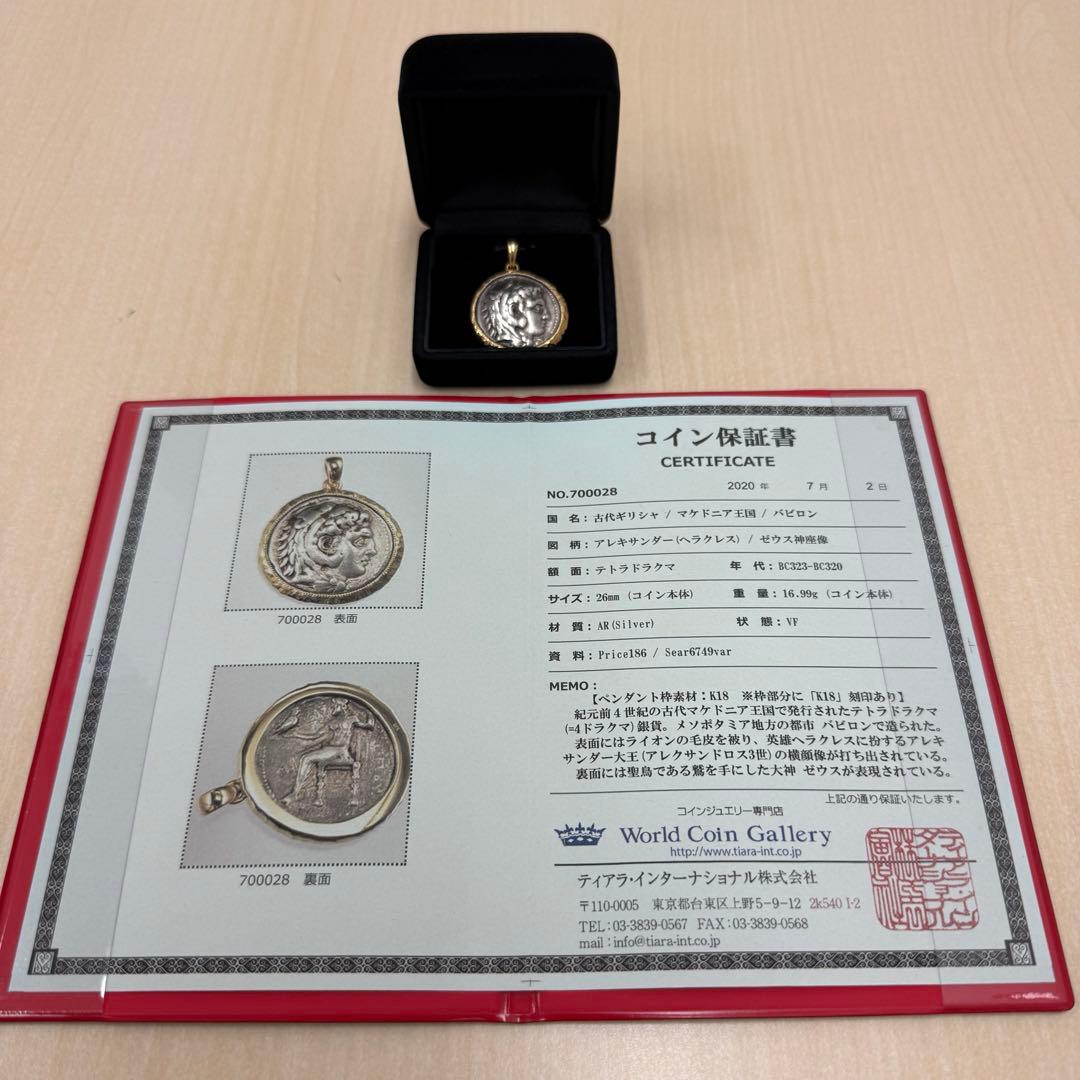 コイン保証書
CERTIFICATE
NO.700028 2020 年 7 月 2 日
国 名：古代ギリシャ / マケドニア王国 / バビロン
図 柄：アレキサンダー(ヘラクレス) / ゼウス神座像
額 面：テトラドラクマ 年 代：BC323-BC320
サイズ：26mm (コイン本体) 重 量：16.99g (コイン本体)
材 質：AR(Silver) 状 態：VF
資 料：Price186 / Sear6749var
MEMO：
【ペンダント枠素材：K18 ※枠部分に「K18」刻印あり】
紀元前4世紀の古代マケドニア王国で発行されたテトラドラクマ
(=4ドラクマ)銀貨。メソポタミア地方の都市 バビロンで造られた。
表面にはライオンの毛皮を被り、英雄ヘラクレスに扮するアレキ
サンダー大王(アレクサンドロス3世)の横顔像が打ち出されている。
裏面には聖鳥である鷲を手にした大神 ゼウスが表現されている。
上記の通り保証いたします。
コインジュエリー専門店
World Coin Gallery
http://www.tiara-int.co.jp
ティアラ・インターナショナル株式会社
〒110-0005 東京都台東区上野5-9-12 2k540 I-2
TEL：03-3839-0567 FAX：03-3839-0568
mail：info@tiara-int.co.jp
700028 表面
700028 裏面